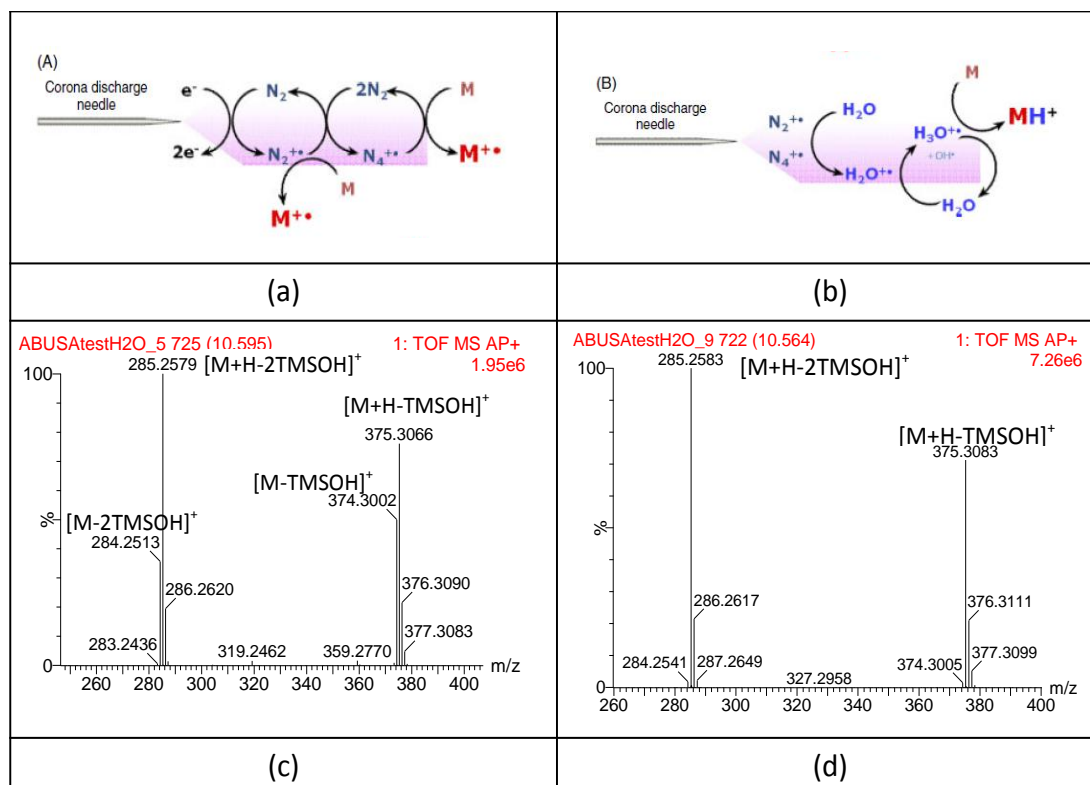 (A)
Corona discharge
needle
e-
N2
2N2
M
2e-
N2+•
N4+•
M+•
M
M+•
(B)
Corona discharge
needle
N2+•
N4+•
H2O
H2O+•
M
MH+
H3O+•
+ OH•
H2O
(a)
(b)
ABUSAtestH2O_5 725 (10.595)
1: TOF MS AP+
1.95e6
100
%
0
285.2579
[M+H-2TMSOH]+
[M+H-TMSOH]+
375.3066
[M-TMSOH]+
374.3002
[M-2TMSOH]+
284.2513
286.2620
283.2436
319.2462
359.2770
376.3090
377.3083
m/z
260 280 300 320 340 360 380 400
ABUSAtestH2O_9 722 (10.564)
1: TOF MS AP+
7.26e6
100
%
0
285.2583
[M+H-2TMSOH]+
[M+H-TMSOH]+
375.3083
286.2617
284.2541
287.2649
327.2958
374.3005
376.3111
377.3099
m/z
260 280 300 320 340 360 380 400
(c)
(d)